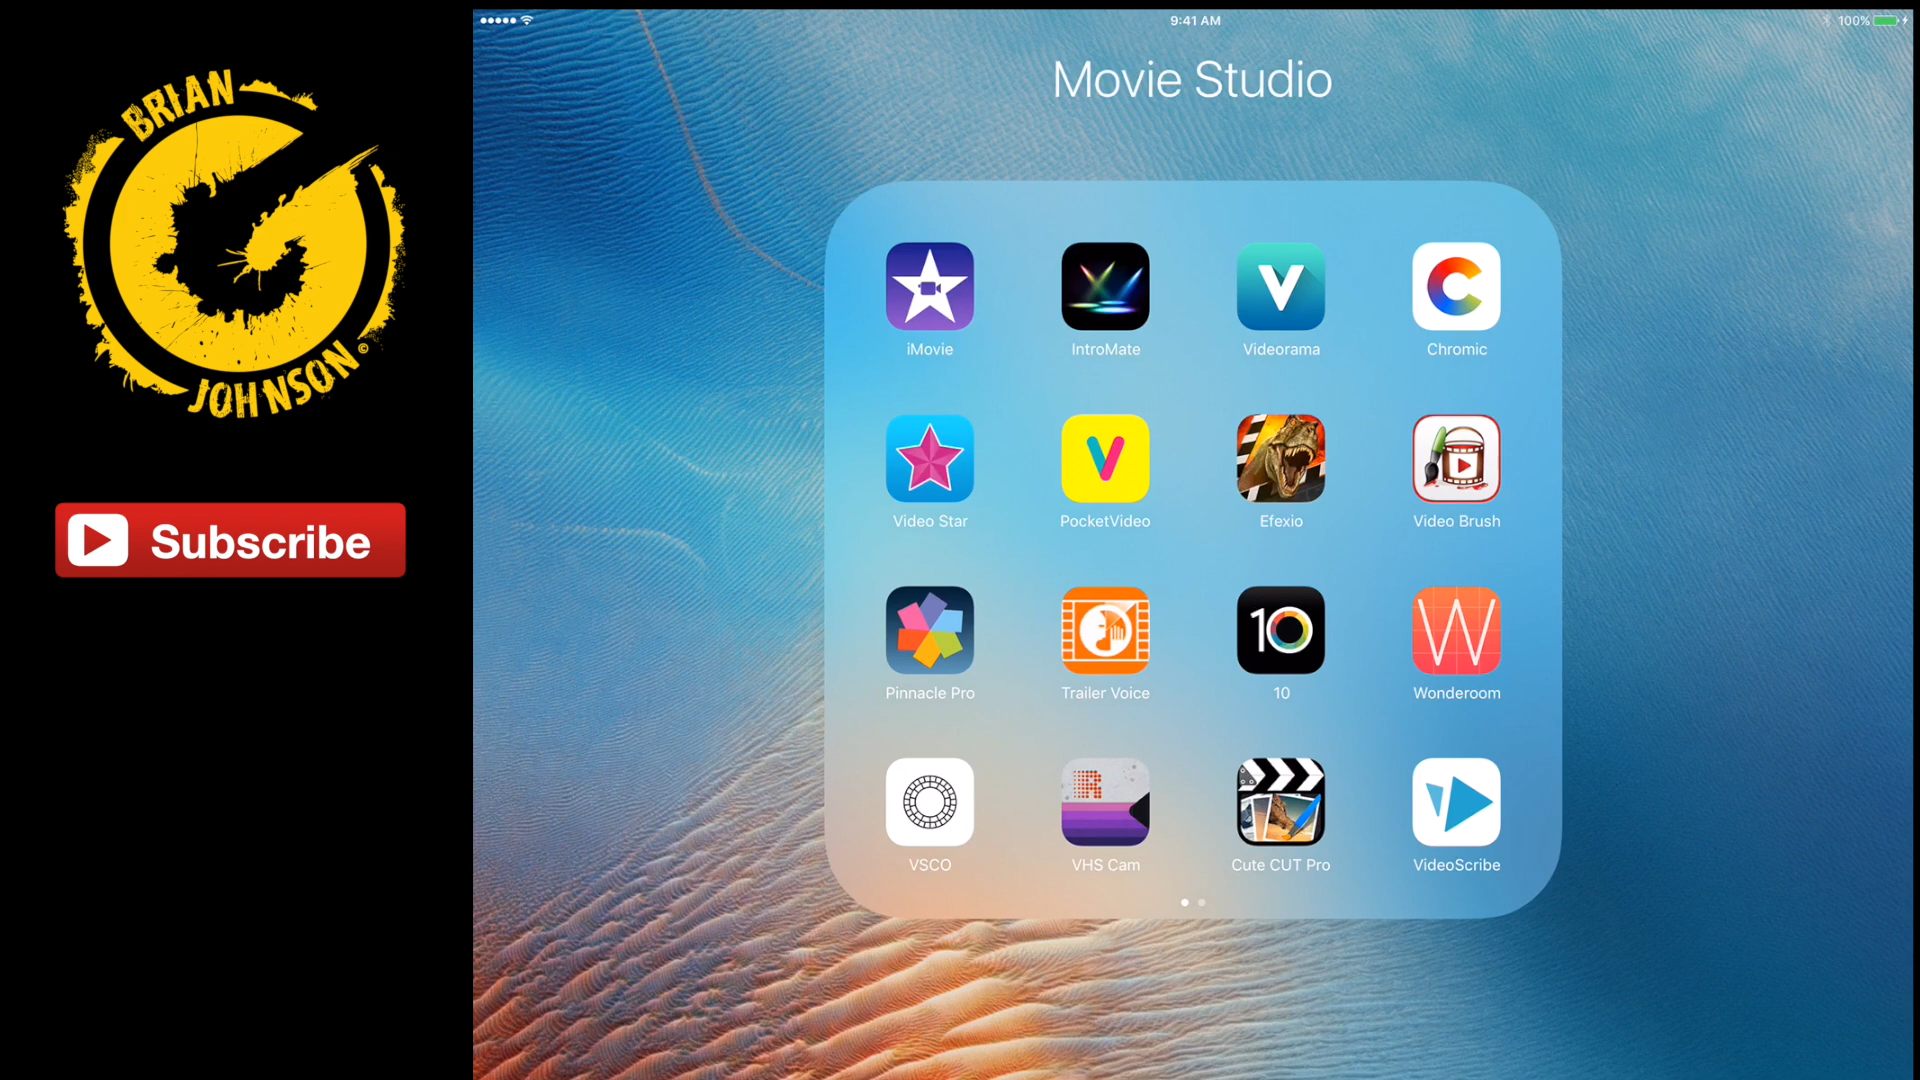 BRIAN
JOHNSON©
Subscribe
9:41 AM
100%
Movie Studio
iMovie
IntroMate
Videorama
Chromic
Video Star
PocketVideo
Efexio
Video Brush
10
Pinnacle Pro
Trailer Voice
10
Wonderoom
R
VSCO
VHS Cam
Cute CUT Pro
VideoScribe